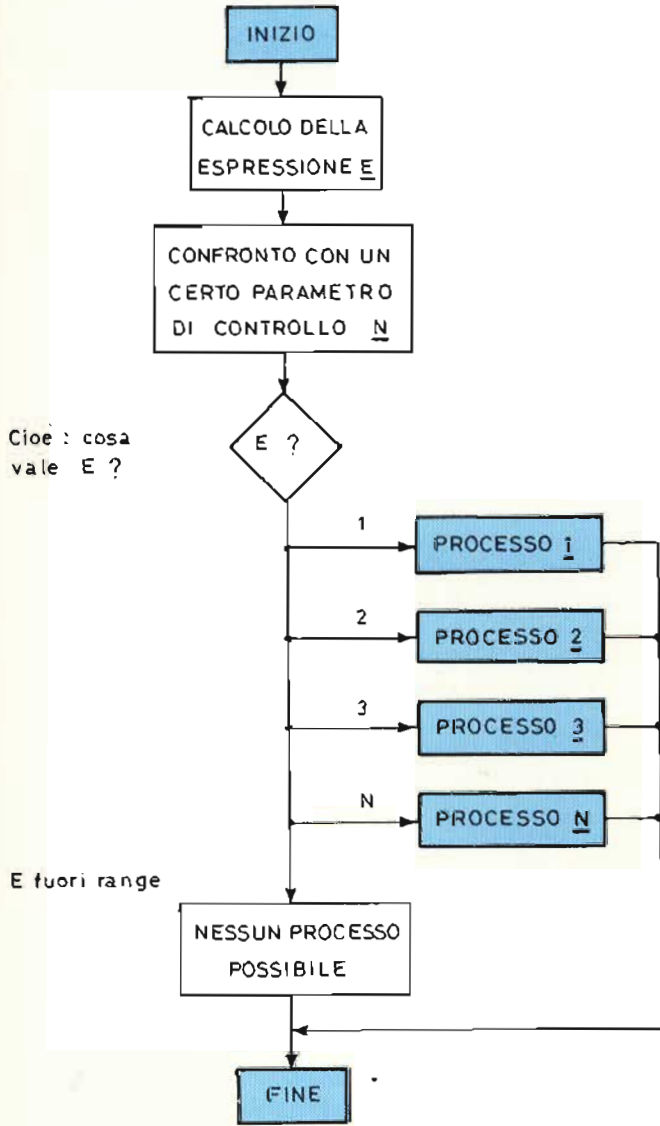 INIZIO
CALCOLO DELLA
ESPRESSIONE E
CONFRONTO CON UN
CERTO PARAMETRO
DI CONTROLLO N
Cioè : cosa
vale E ?
E ?
1
PROCESSO 1
2
PROCESSO 2
3
PROCESSO 3
N
PROCESSO N
E fuori range
NESSUN PROCESSO
POSSIBILE
FINE